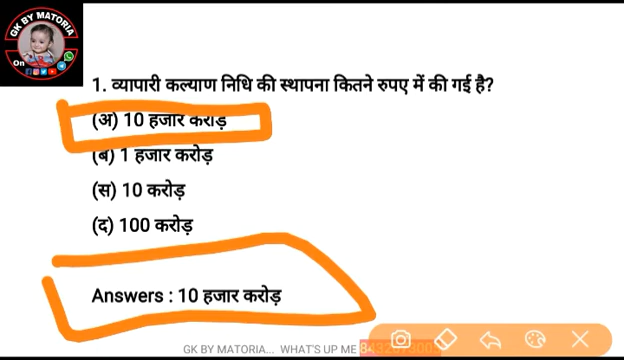 GK BY MATORIA
On
1. व्यापारी कल्याण निधि की स्थापना कितने रुपए में की गई है?
(अ) 10 हजार करोड़
(ब) 1 हजार करोड़
(स) 10 करोड़
(द) 100 करोड़
Answers : 10 हजार करोड़
GK BY MATORIA... WHAT'S UP ME